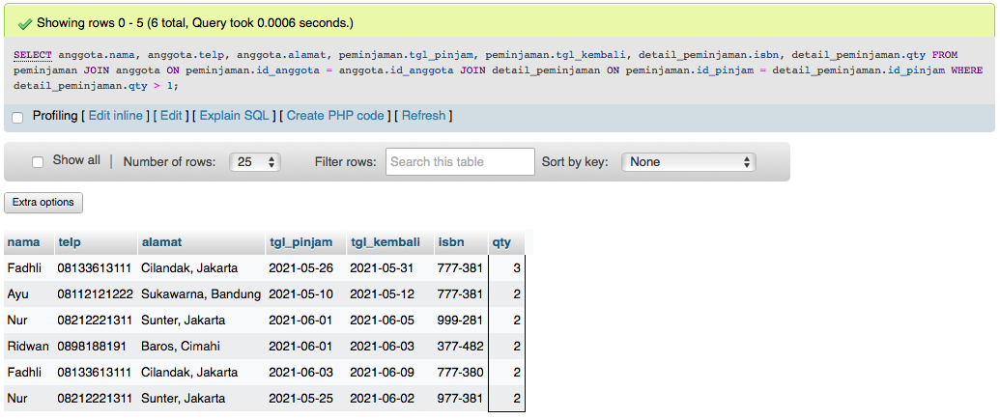 Showing rows 0 - 5 (6 total, Query took 0.0006 seconds.)
SELECT anggota.nama, anggota.telp, anggota.alamat, peminjaman.tgl_pinjam, peminjaman.tgl_kembali, detail_peminjaman.isbn, detail_peminjaman.qty FROM
peminjaman JOIN anggota ON peminjaman.id_anggota = anggota.id_anggota JOIN detail_peminjaman ON peminjaman.id_pinjam = detail_peminjaman.id_pinjam WHERE
detail_peminjaman.qty > 1;
Profiling [ Edit inline ] [ Edit ] [ Explain SQL ] [ Create PHP code ] [ Refresh ]
Show all | Number of rows: 25 Filter rows: Search this table Sort by key: None
Extra options
nama telp alamat tgl_pinjam tgl_kembali isbn qty
Fadhli 08133613111 Cilandak, Jakarta 2021-05-26 2021-05-31 777-381 3
Ayu 08112121222 Sukawarna, Bandung 2021-05-10 2021-05-12 777-381 2
Nur 08212221311 Sunter, Jakarta 2021-06-01 2021-06-05 999-281 2
Ridwan 0898188191 Baros, Cimahi 2021-06-01 2021-06-03 377-482 2
Fadhli 08133613111 Cilandak, Jakarta 2021-06-03 2021-06-09 777-380 2
Nur 08212221311 Sunter, Jakarta 2021-05-25 2021-06-02 977-381 2